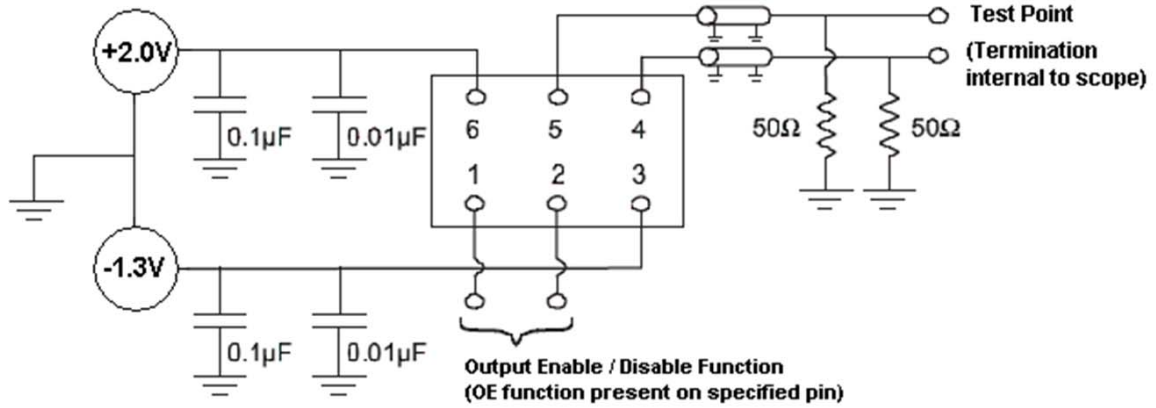 +2.0V
Test Point
(Termination
internal to scope)
0.1µF
0.01µF
6 5 4
50Ω
50Ω
1 2 3
-1.3V
0.1µF
0.01µF
Output Enable / Disable Function
(OE function present on specified pin)